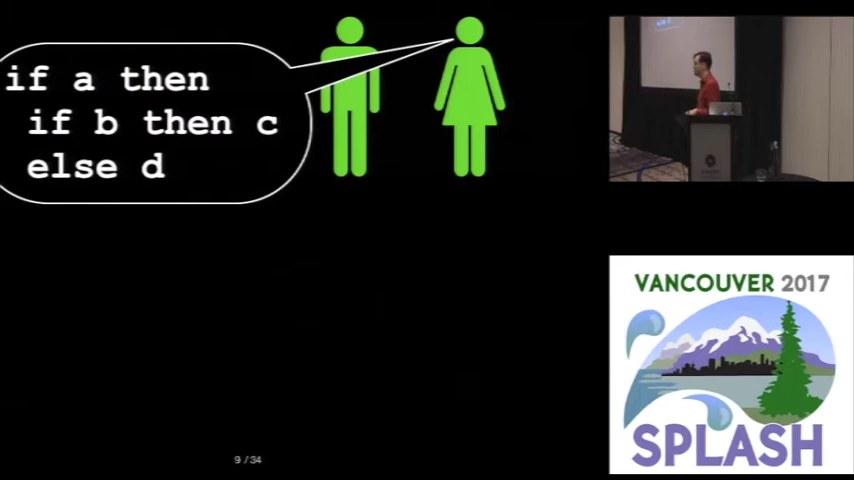 if a then
if b then c
else d
9 / 34
VANCOUVER 2017
SPLASH